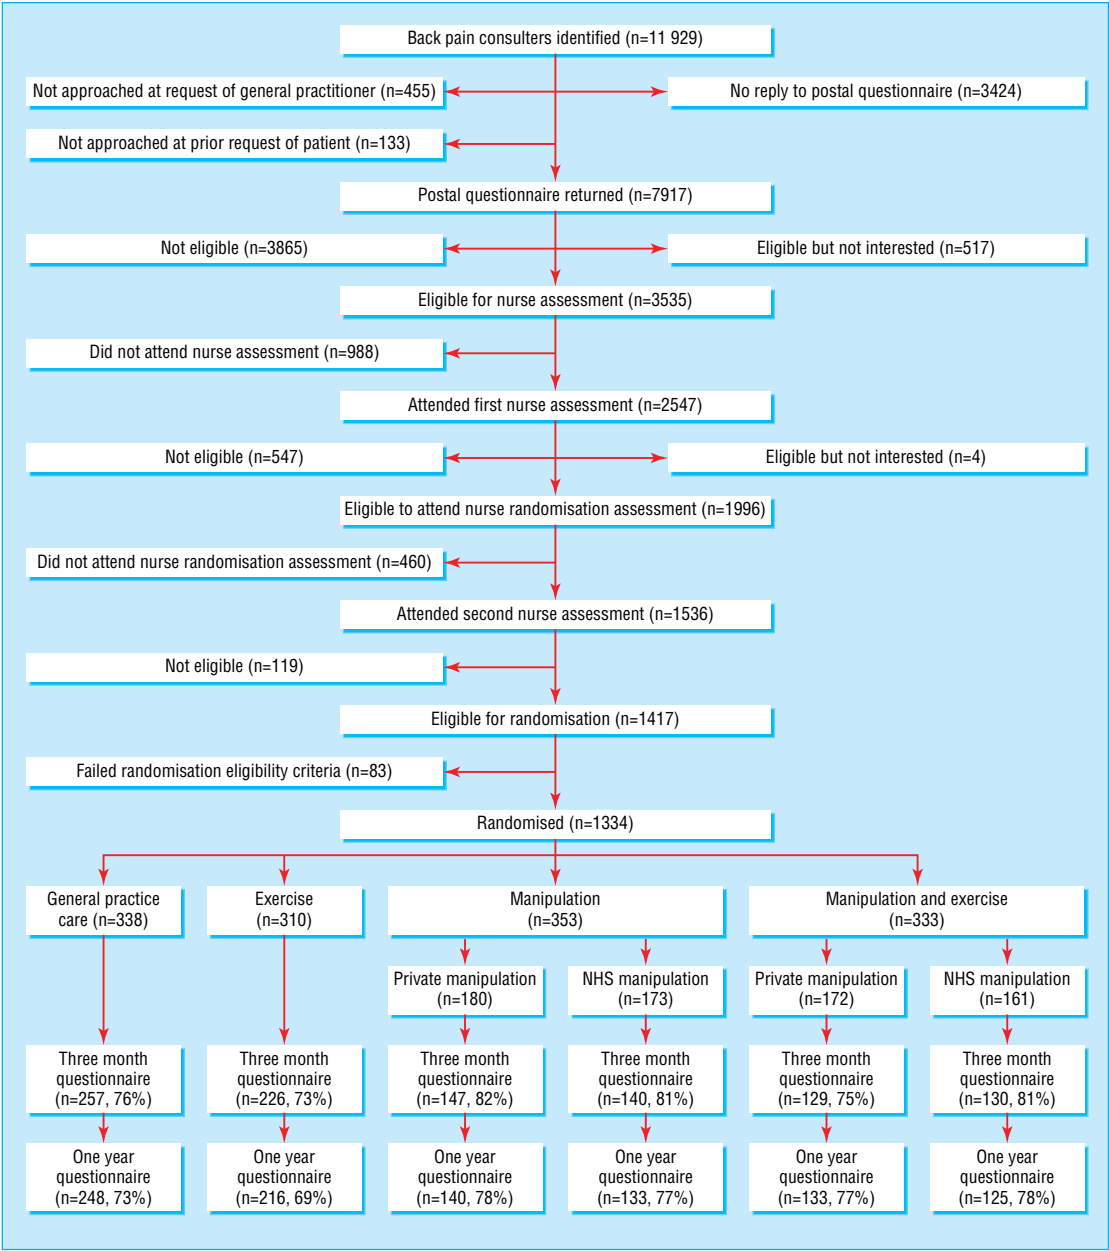 Back pain consulters identified (n=11 929)
Not approached at request of general practitioner (n=455)
No reply to postal questionnaire (n=3424)
Not approached at prior request of patient (n=133)
Postal questionnaire returned (n=7917)
Not eligible (n=3865)
Eligible but not interested (n=517)
Eligible for nurse assessment (n=3535)
Did not attend nurse assessment (n=988)
Attended first nurse assessment (n=2547)
Not eligible (n=547)
Eligible but not interested (n=4)
Eligible to attend nurse randomisation assessment (n=1996)
Did not attend nurse randomisation assessment (n=460)
Attended second nurse assessment (n=1536)
Not eligible (n=119)
Eligible for randomisation (n=1417)
Failed randomisation eligibility criteria (n=83)
Randomised (n=1334)
General practice
care (n=338)
Exercise
(n=310)
Manipulation
(n=353)
Manipulation and exercise
(n=333)
Private manipulation
(n=180)
NHS manipulation
(n=173)
Private manipulation
(n=172)
NHS manipulation
(n=161)
Three month
questionnaire
(n=257, 76%)
Three month
questionnaire
(n=226, 73%)
Three month
questionnaire
(n=147, 82%)
Three month
questionnaire
(n=140, 81%)
Three month
questionnaire
(n=129, 75%)
Three month
questionnaire
(n=130, 81%)
One year
questionnaire
(n=248, 73%)
One year
questionnaire
(n=216, 69%)
One year
questionnaire
(n=140, 78%)
One year
questionnaire
(n=133, 77%)
One year
questionnaire
(n=133, 77%)
One year
questionnaire
(n=125, 78%)